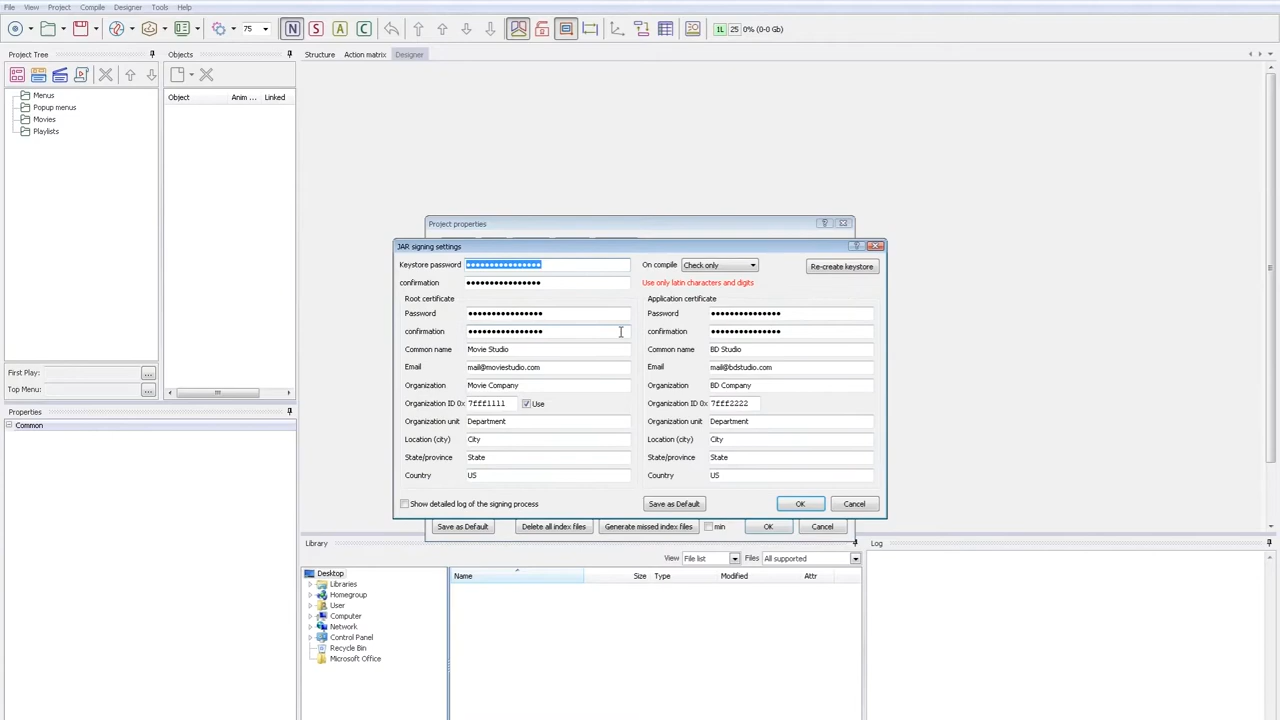 File View Project Compile Designer Tools Help
75 N S A C 1L 25 0% (0-0 Gb)
Project Tree
Objects
Structure Action matrix Designer
Object Anim ... Linked
Menus
Popup menus
Movies
Playlists
First Play: ...
Top Menu: ...
Properties
Common
Project properties
JAR signing settings
Keystore password ●●●●●●●●●●●●●●●● On compile Check only Re-create keystore
confirmation ●●●●●●●●●●●●●●●● Use only latin characters and digits
Root certificate Application certificate
Password ●●●●●●●●●●●●●●●● Password ●●●●●●●●●●●●●●●
confirmation ●●●●●●●●●●●●●●●● confirmation ●●●●●●●●●●●●●●●
Common name Movie Studio Common name BD Studio
Email mail@moviestudio.com Email mail@bdstudio.com
Organization Movie Company Organization BD Company
Organization ID 0x 7fff1111 Use Organization ID 0x 7fff2222
Organization unit Department Organization unit Department
Location (city) City Location (city) City
State/province State State/province State
Country US Country US
Show detailed log of the signing process Save as Default OK Cancel
Save as Default Delete all index files Generate missed index files min OK Cancel
Library
Log
View File list Files All supported
Desktop
Libraries
Homegroup
User
Computer
Network
Control Panel
Recycle Bin
Microsoft Office
Name Size Type Modified Attr